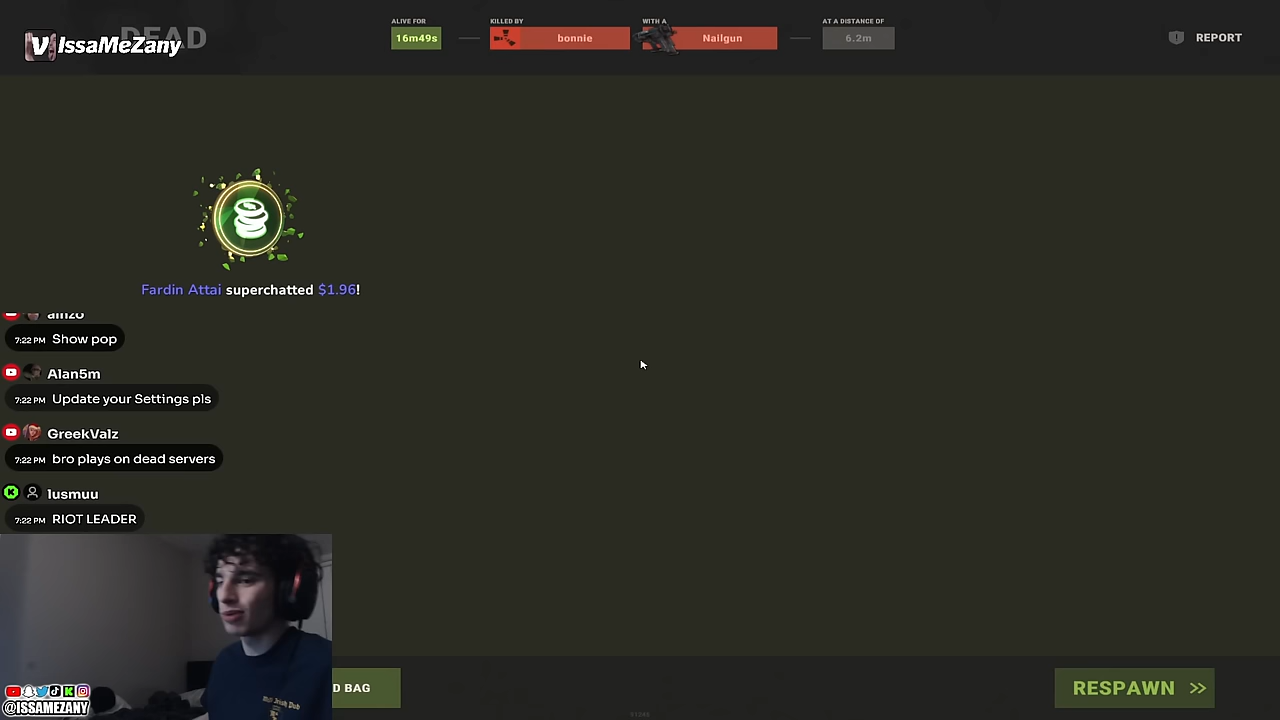 DEAD
V IssaMeZany
ALIVE FOR
16m49s
KILLED BY
bonnie
WITH A
Nailgun
AT A DISTANCE OF
6.2m
REPORT
Fardin Attai superchatted $1.96!
amzo
7:22 PM Show pop
Alan5m
7:22 PM Update your Settings pls
GreekValz
7:22 PM bro plays on dead servers
lusmuu
7:22 PM RIOT LEADER
D BAG
RESPAWN >>
@ISSAMEZANY